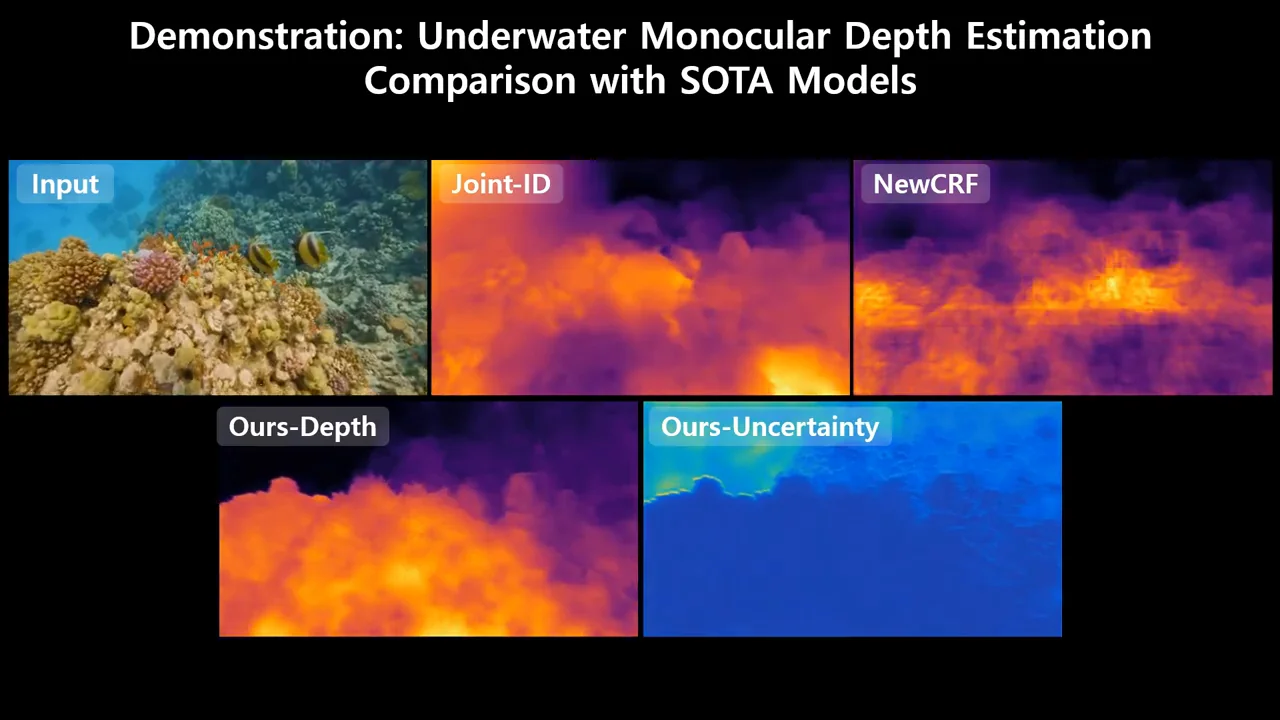 Demonstration: Underwater Monocular Depth Estimation
Comparison with SOTA Models
Input
Joint-ID
NewCRF
Ours-Depth
Ours-Uncertainty